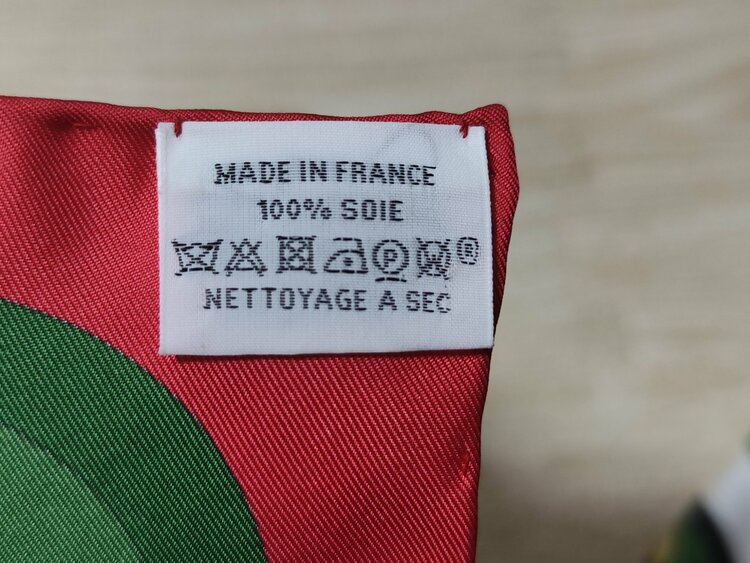 MADE IN FRANCE
100% SOIE
P W ®
NETTOYAGE A SEC